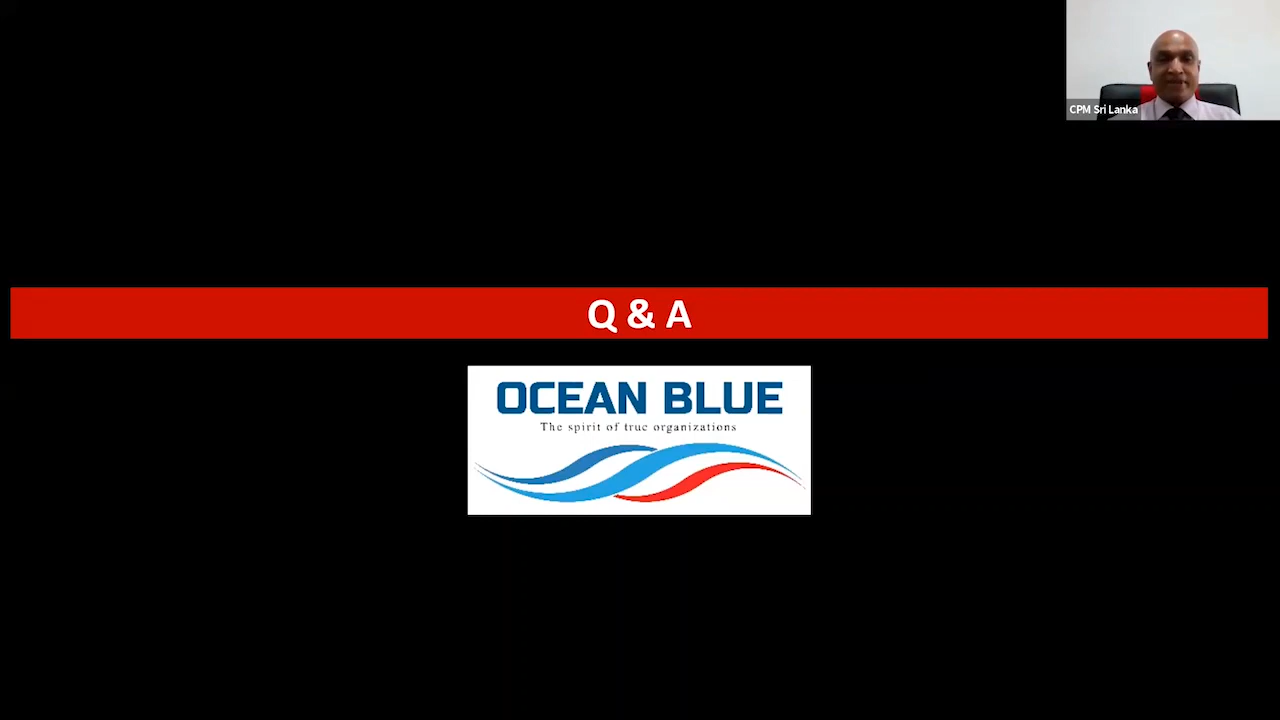 CPM Sri Lanka
Q & A
OCEAN BLUE
The spirit of true organizations